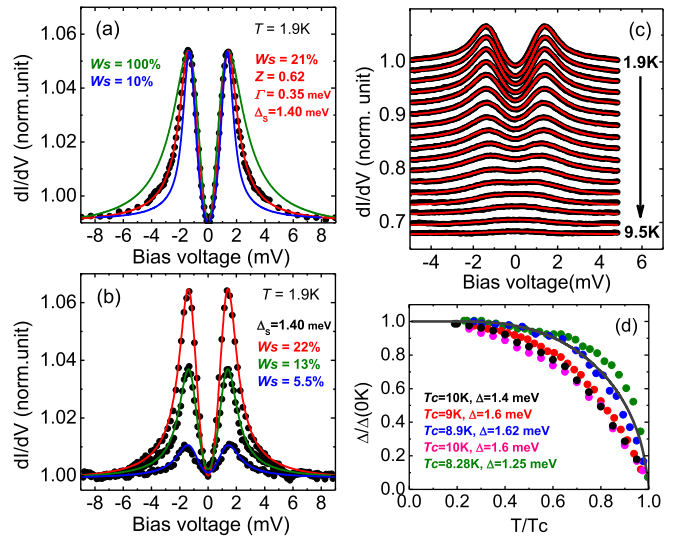 (a)
T = 1.9K
Ws = 100%
Ws = 10%
Ws = 21%
Z = 0.62
Γ = 0.35 meV
Δs=1.40 meV
1.06
1.04
1.02
1.00
dI/dV (norm.unit)
-8 -6 -4 -2 0 2 4 6 8
Bias voltage (mV)
(b)
T = 1.9K
Δs=1.40 meV
Ws = 22%
Ws = 13%
Ws = 5.5%
1.06
1.04
1.02
1.00
dI/dV (norm.unit)
-8 -6 -4 -2 0 2 4 6 8
Bias voltage (mV)
(c)
1.9K
9.5K
1.0
0.9
0.8
0.7
dI/dV (norm. unit)
-4 -2 0 2 4 6
Bias voltage(mV)
(d)
Tc=10K, Δ=1.4 meV
Tc=9K, Δ=1.6 meV
Tc=8.9K, Δ=1.62 meV
Tc=10K, Δ=1.6 meV
Tc=8.28K, Δ=1.25 meV
1.0
0.8
0.6
0.4
0.2
0.0
Δ/Δ(0K)
0.0 0.2 0.4 0.6 0.8 1.0
T/Tc